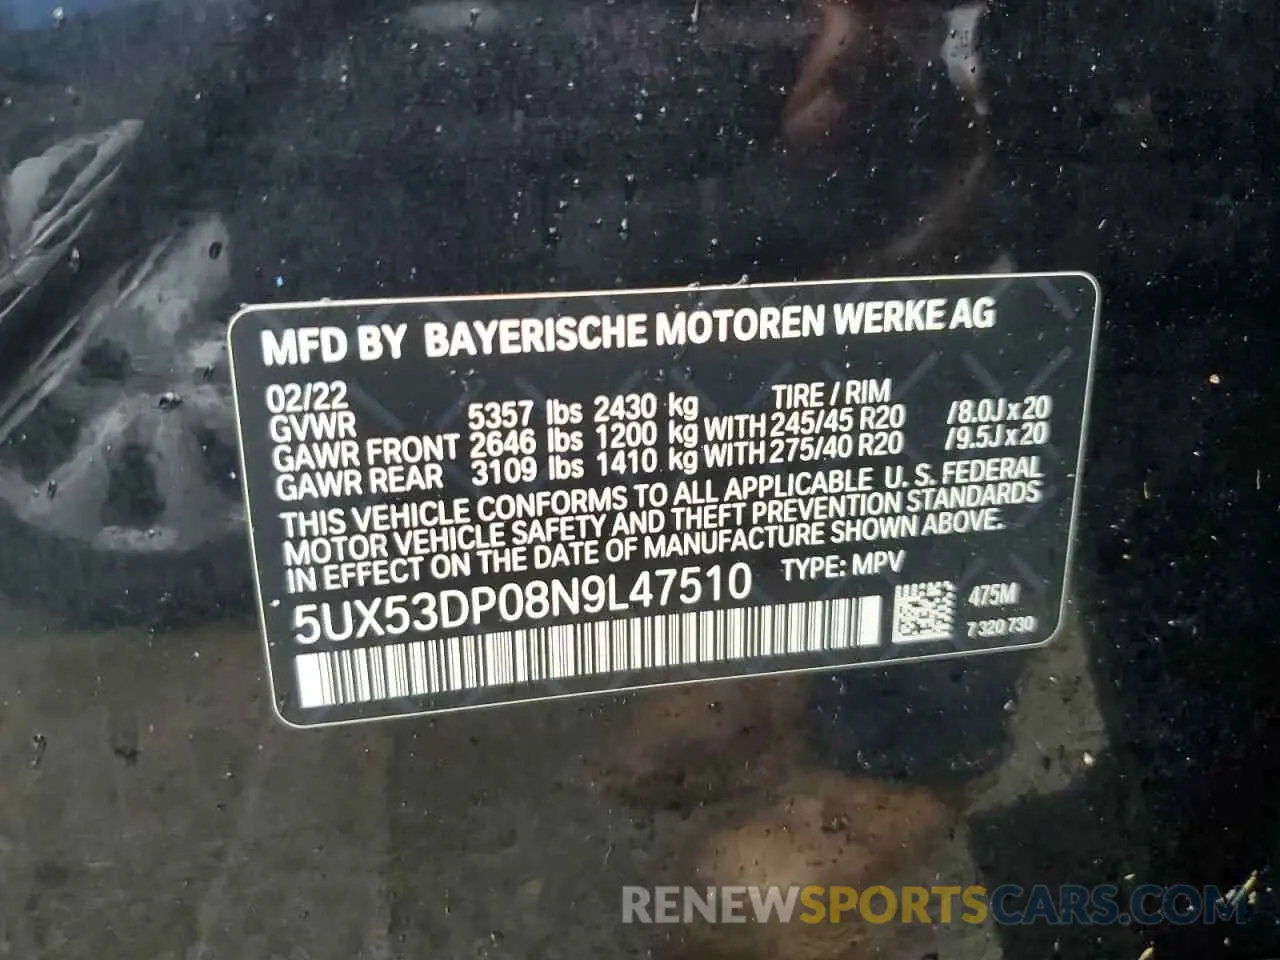 MFD BY BAYERISCHE MOTOREN WERKE AG
02/22 TIRE / RIM
GVWR 5357 lbs 2430 kg
GAWR FRONT 2646 lbs 1200 kg WITH 245/45 R20 /8.0J x 20
GAWR REAR 3109 lbs 1410 kg WITH 275/40 R20 /9.5J x 20
THIS VEHICLE CONFORMS TO ALL APPLICABLE U. S. FEDERAL
MOTOR VEHICLE SAFETY AND THEFT PREVENTION STANDARDS
IN EFFECT ON THE DATE OF MANUFACTURE SHOWN ABOVE.
5UX53DP08N9L47510 TYPE: MPV
475M
7 320 730
RENEWSPORTSCARS.COM